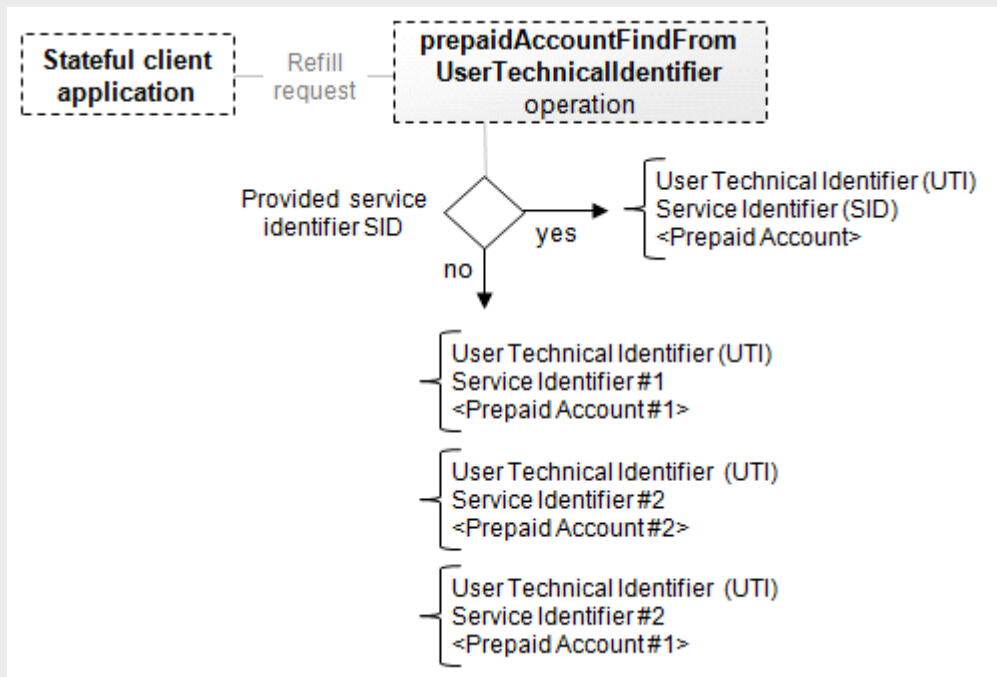 Stateful client
application
Refill
request
prepaidAccountFindFrom
UserTechnicalIdentifier
operation
Provided service
identifier SID
yes
no
User Technical Identifier (UTI)
Service Identifier (SID)
<Prepaid Account>
User Technical Identifier (UTI)
Service Identifier #1
<Prepaid Account #1>
User Technical Identifier (UTI)
Service Identifier #2
<Prepaid Account #2>
User Technical Identifier (UTI)
Service Identifier #2
<Prepaid Account #1>